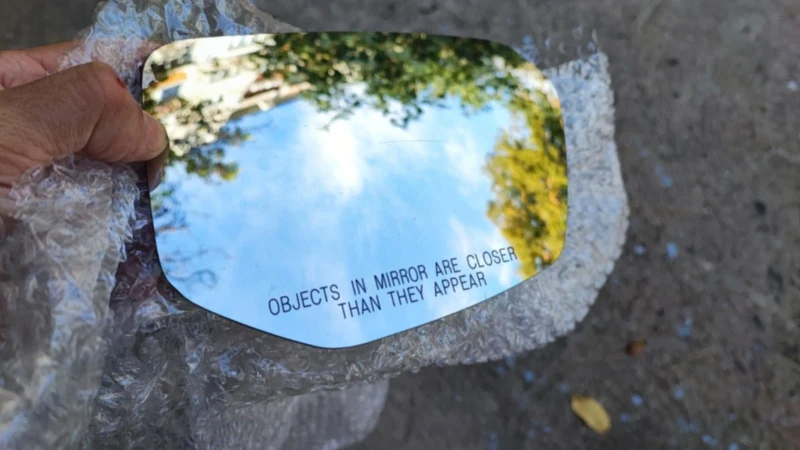 OBJECTS IN MIRROR ARE CLOSER
THAN THEY APPEAR